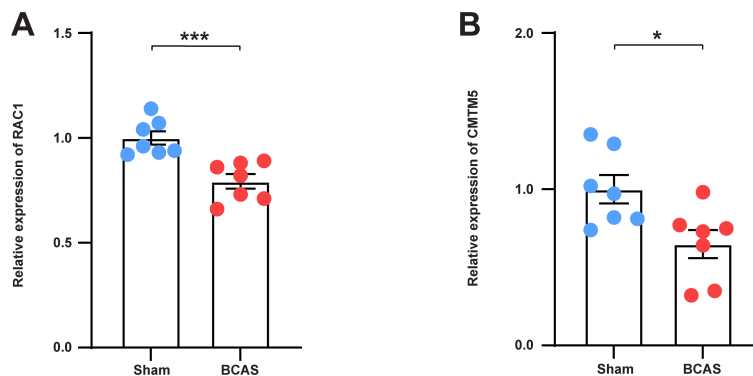 A
Relative expression of RAC1
1.5
1.0
0.5
0.0
***
Sham
BCAS
B
Relative expression of CMTM5
2.0
1.0
0.0
*
Sham
BCAS